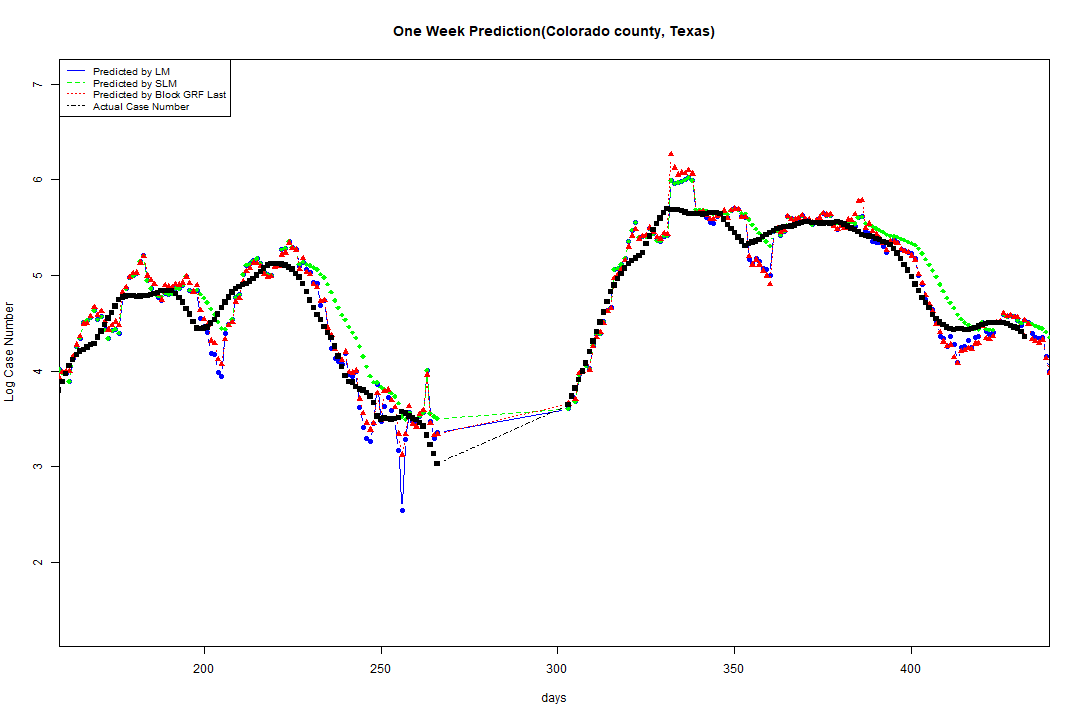 One Week Prediction(Colorado county, Texas)
Predicted by LM
Predicted by SLM
Predicted by Block GRF Last
Actual Case Number
7
6
5
4
3
2
Log Case Number
200 250 300 350 400
days